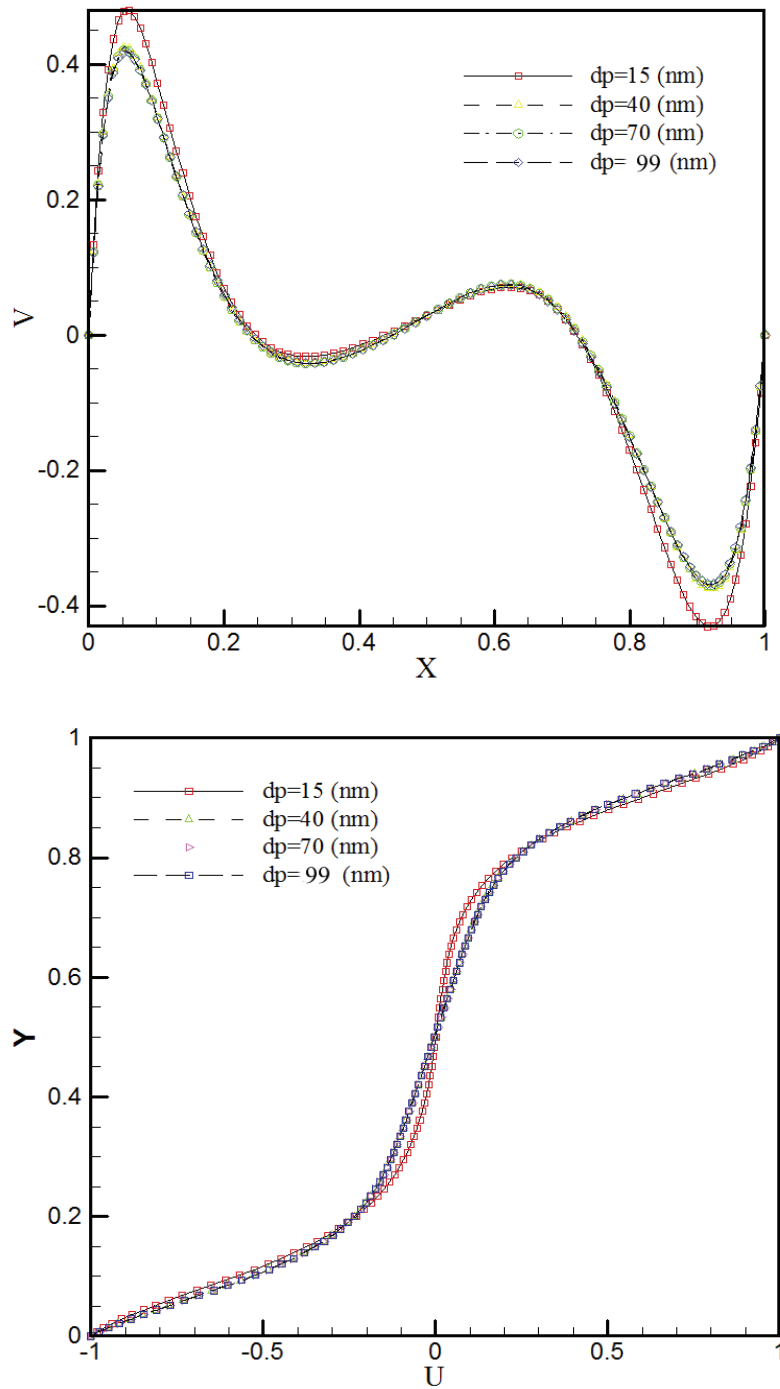 0.4
dp=15 (nm)
dp=40 (nm)
dp=70 (nm)
dp= 99 (nm)
0.2
V
0
-0.2
-0.4
0 0.2 0.4 0.6 0.8 1
X
1
dp=15 (nm)
dp=40 (nm)
dp=70 (nm)
dp= 99 (nm)
0.8
0.6
Y
0.4
0.2
0
-1 -0.5 0 0.5 1
U